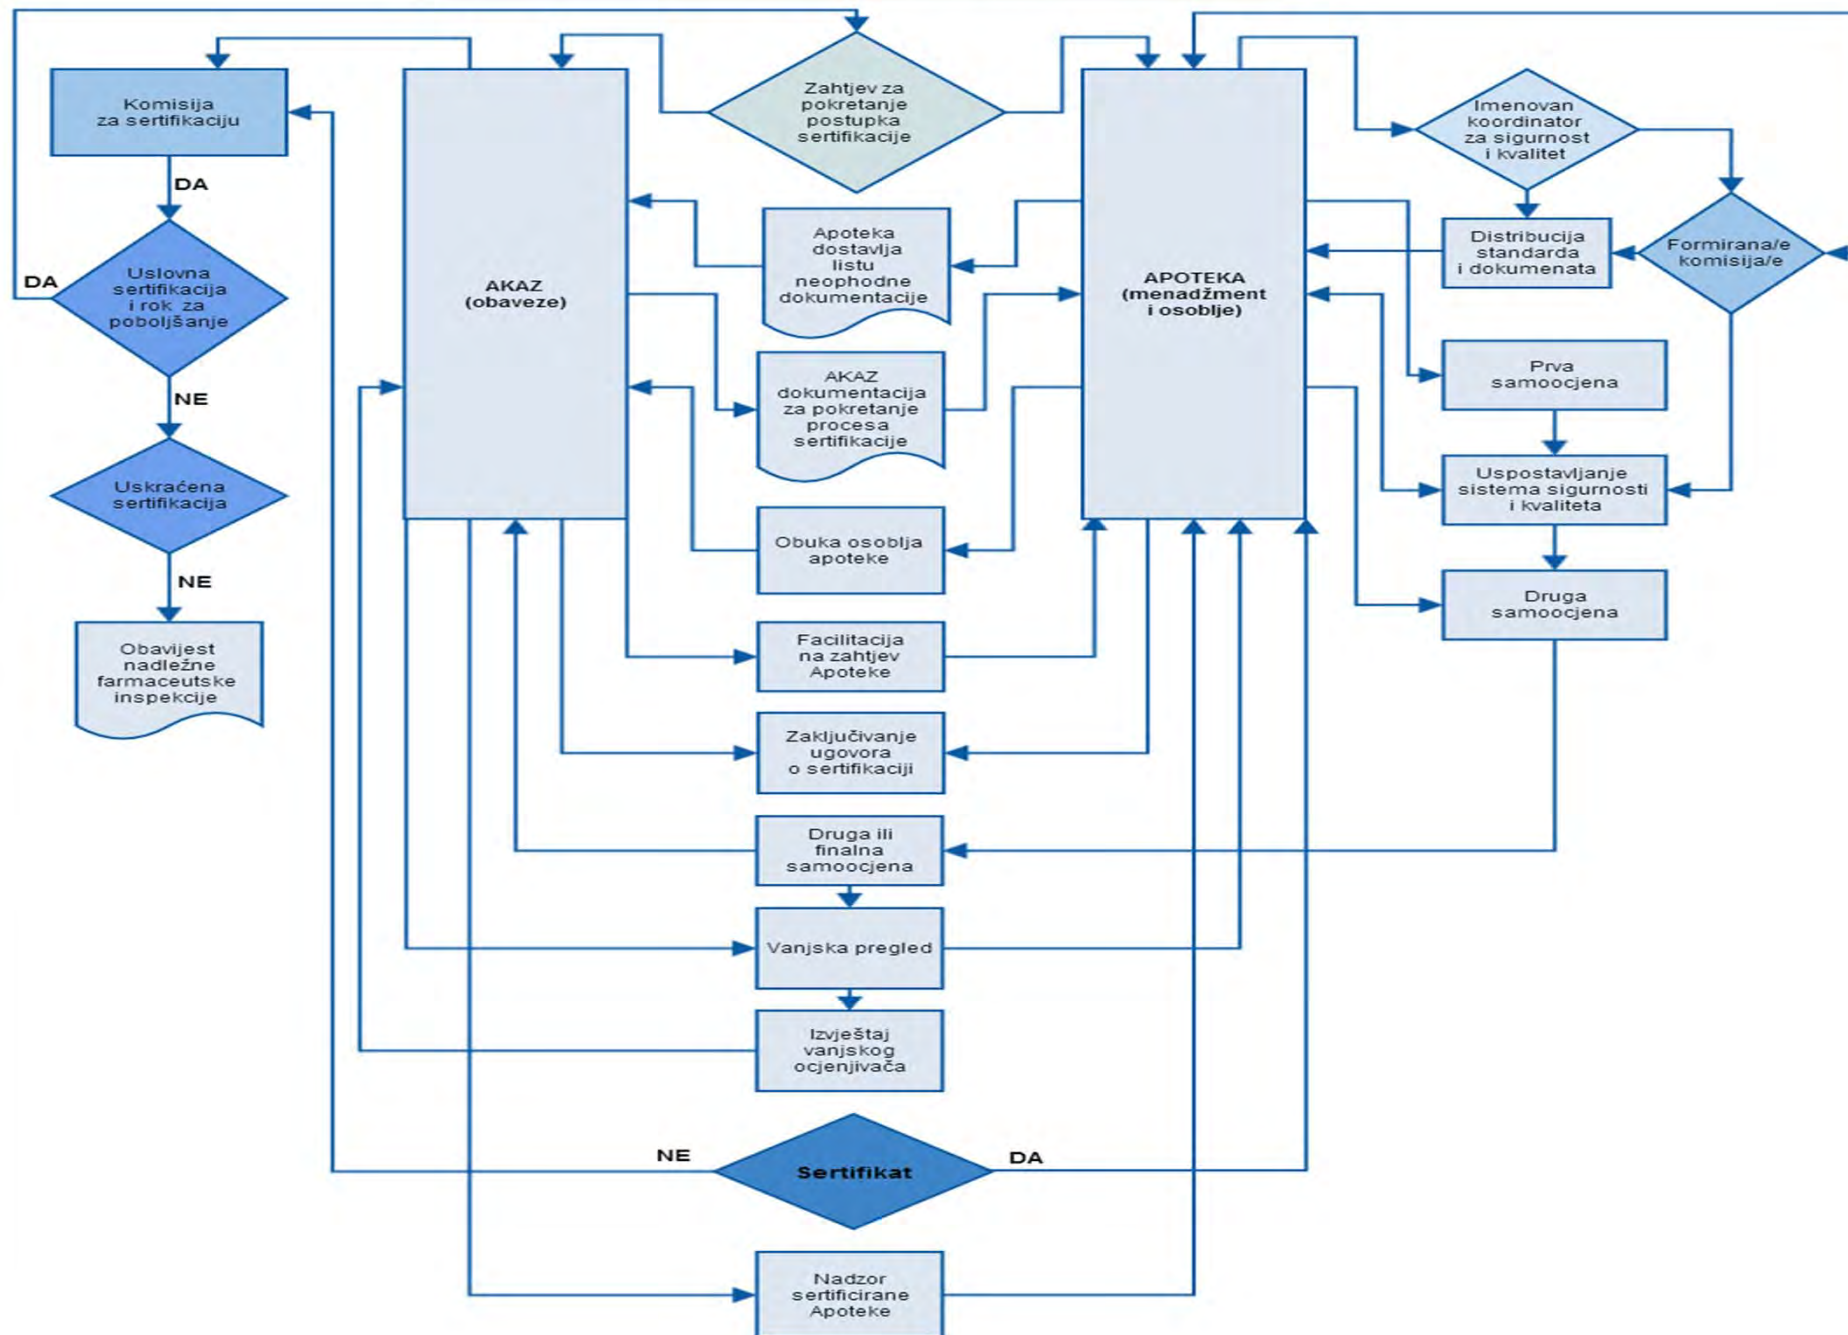 Komisija
za sertifikaciju
DA
DA
Uslovna
sertifikacija
i rok za
poboljšanje
NE
Uskraćena
sertifikacija
NE
Obavijest
nadležne
farmaceutske
inspekcije
AKAZ
(obaveze)
Zahtjev za
pokretanje
postupka
sertifikacije
Apoteka
dostavlja
listu
neophodne
dokumentacije
AKAZ
dokumentacija
za pokretanje
procesa
sertifikacije
Obuka osoblja
apoteke
Facilitacija
na zahtjev
Apoteke
Zaključivanje
ugovora
o sertifikaciji
Druga ili
finalna
samoocjena
Vanjska pregled
Izvještaj
vanjskog
ocjenjivača
NE
Sertifikat
DA
Nadzor
sertificirane
Apoteke
APOTEKA
(menadžment
i osoblje)
Imenovan
koordinator
za sigurnost
i kvalitet
Distribucija
standarda
i dokumenata
Formirana/e
komisija/e
Prva
samoocjena
Uspostavljanje
sistema sigurnosti
i kvaliteta
Druga
samoocjena